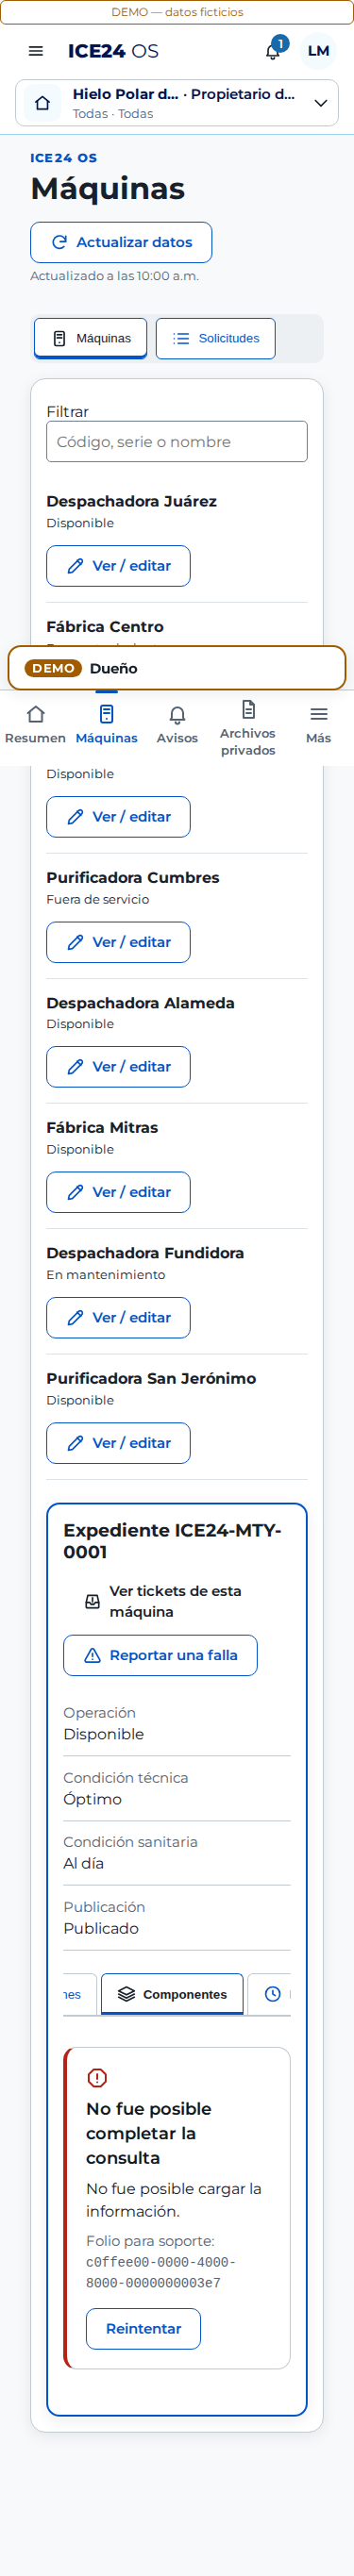 DEMO — datos ficticios
ICE24 OS
1
LM
Hielo Polar d... · Propietario d...
Todas · Todas
ICE24 OS
Máquinas
Actualizar datos
Actualizado a las 10:00 a.m.
Máquinas
Solicitudes
Filtrar
Código, serie o nombre
Despachadora Juárez
Disponible
Ver / editar
Fábrica Centro
DEMO Dueño
Resumen
Máquinas
Avisos
Archivos privados
Más
Disponible
Ver / editar
Purificadora Cumbres
Fuera de servicio
Ver / editar
Despachadora Alameda
Disponible
Ver / editar
Fábrica Mitras
Disponible
Ver / editar
Despachadora Fundidora
En mantenimiento
Ver / editar
Purificadora San Jerónimo
Disponible
Ver / editar
Expediente ICE24-MTY-
0001
Ver tickets de esta
máquina
Reportar una falla
Operación
Disponible
Condición técnica
Óptimo
Condición sanitaria
Al día
Publicación
Publicado
nes
Componentes
No fue posible
completar la
consulta
No fue posible cargar la
información.
Folio para soporte:
c0ffee00-0000-4000-
8000-0000000003e7
Reintentar